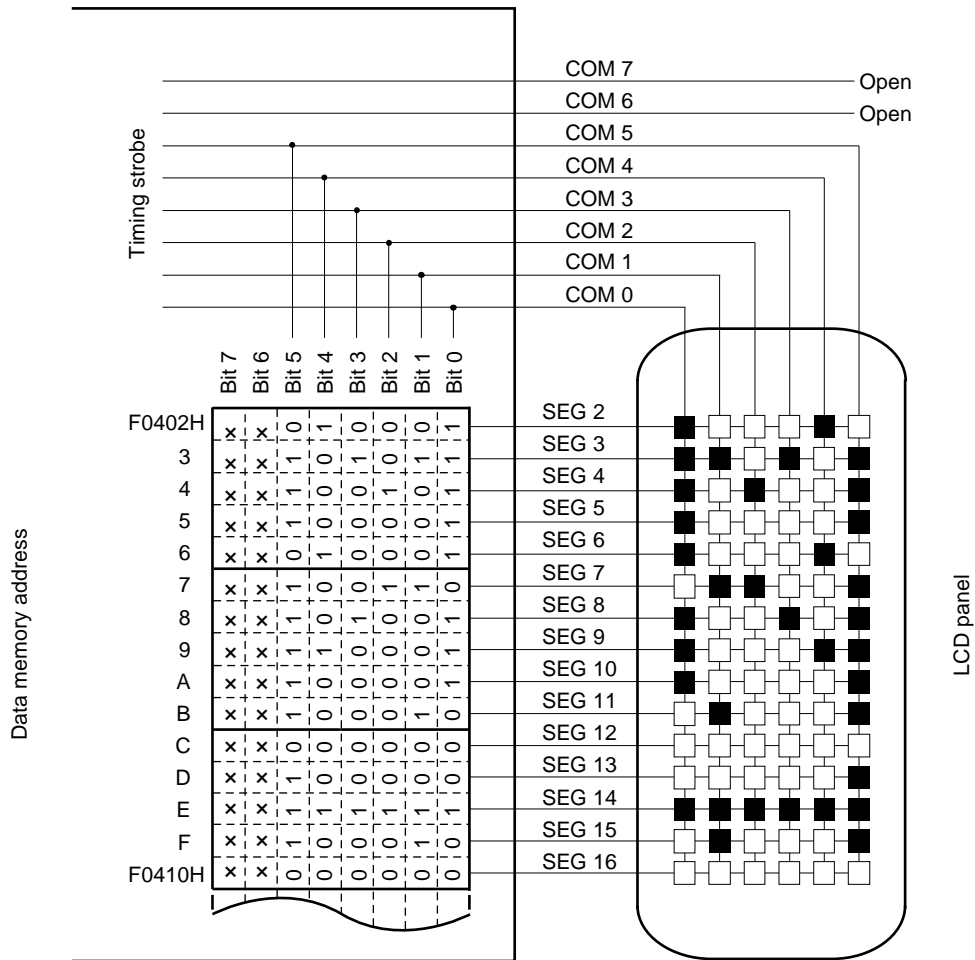 COM 7 Open
COM 6 Open
COM 5
COM 4
COM 3
COM 2
COM 1
COM 0
Timing strobe
Bit 7 Bit 6 Bit 5 Bit 4 Bit 3 Bit 2 Bit 1 Bit 0
F0402H × × 0 1 0 0 0 1 SEG 2
3 × × 1 0 1 0 1 1 SEG 3
4 × × 1 0 0 1 0 1 SEG 4
5 × × 1 0 0 0 0 1 SEG 5
6 × × 0 1 0 0 0 1 SEG 6
7 × × 1 0 0 1 1 0 SEG 7
8 × × 1 0 1 0 0 1 SEG 8
9 × × 1 1 0 0 0 1 SEG 9
A × × 1 0 0 0 0 1 SEG 10
B × × 1 0 0 0 1 0 SEG 11
C × × 0 0 0 0 0 0 SEG 12
D × × 1 0 0 0 0 0 SEG 13
E × × 1 1 1 1 1 1 SEG 14
F × × 1 0 0 0 1 0 SEG 15
F0410H × × 0 0 0 0 0 0 SEG 16
Data memory address
LCD panel